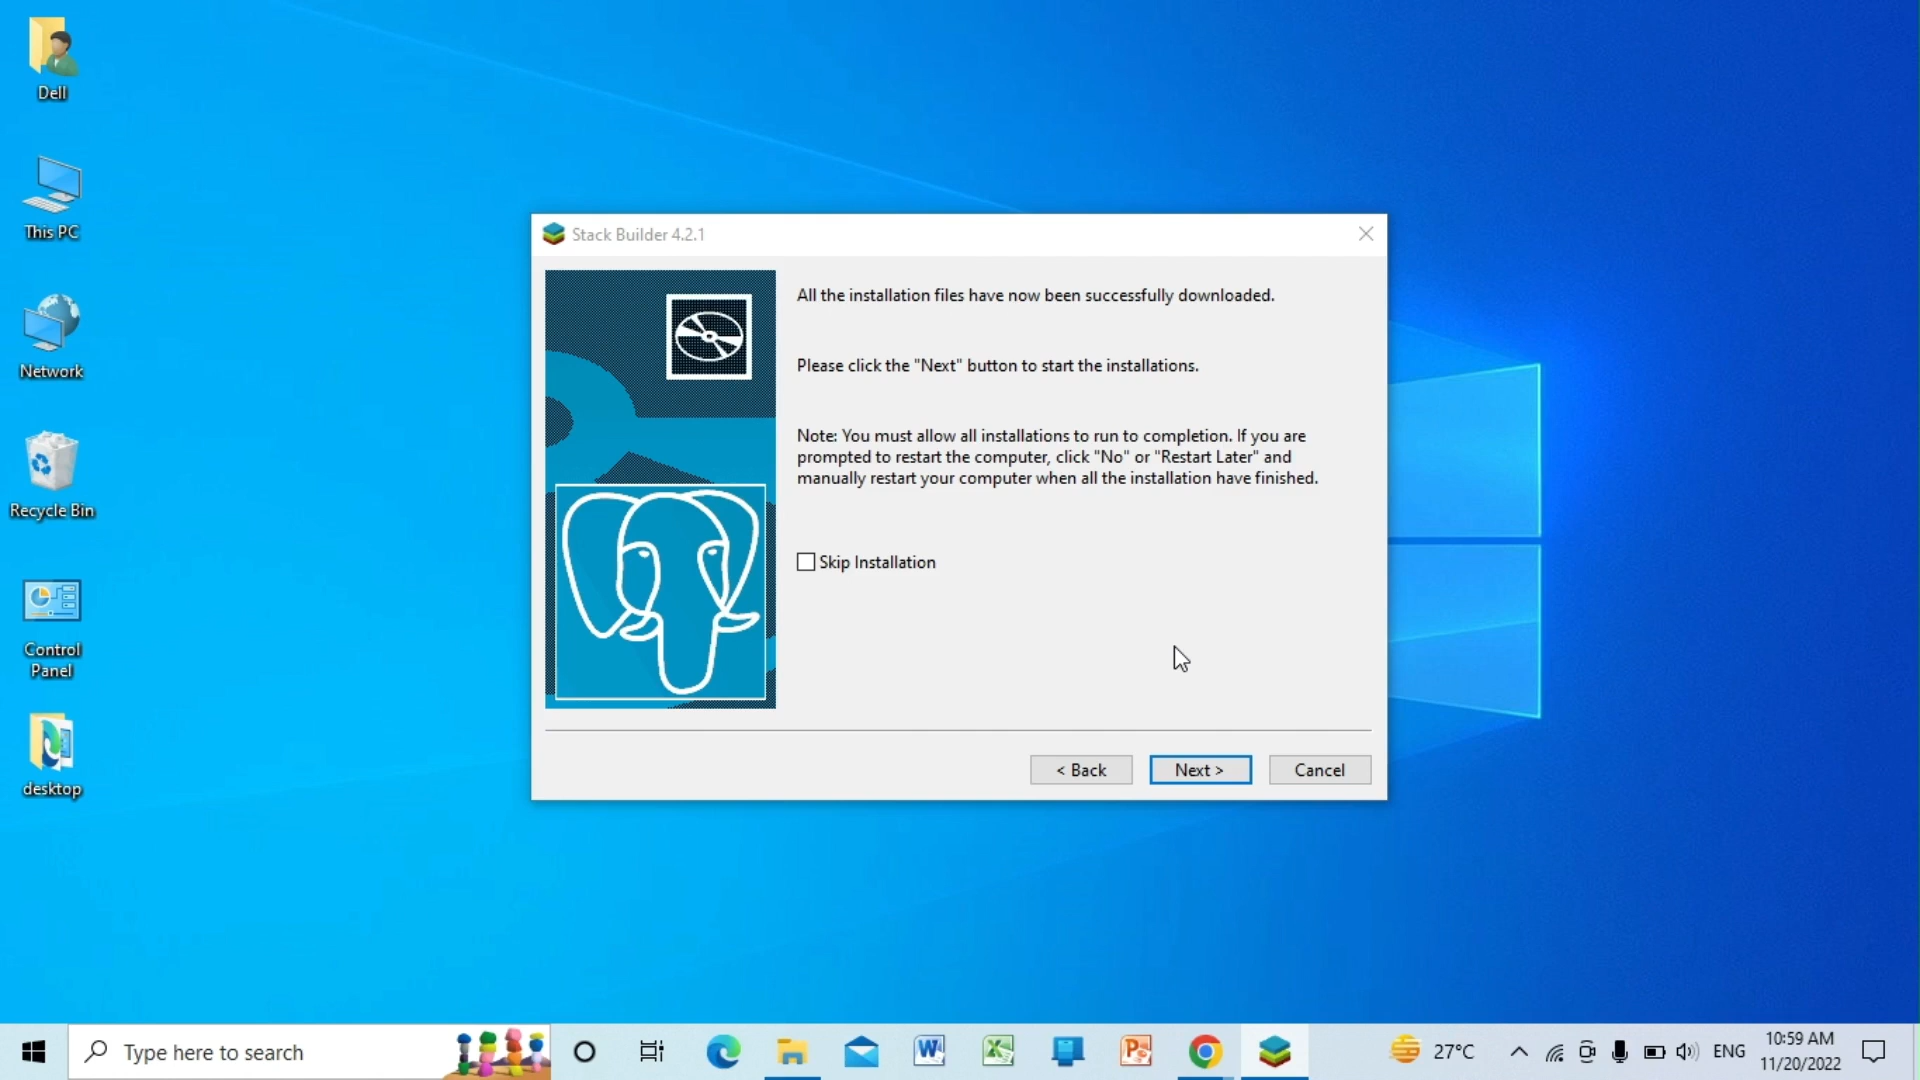 Dell
This PC
Network
Recycle Bin
Control
Panel
desktop
Stack Builder 4.2.1
All the installation files have now been successfully downloaded.
Please click the "Next" button to start the installations.
Note: You must allow all installations to run to completion. If you are
prompted to restart the computer, click "No" or "Restart Later" and
manually restart your computer when all the installation have finished.
Skip Installation
< Back
Next >
Cancel
Type here to search
27°C
ENG
10:59 AM
11/20/2022